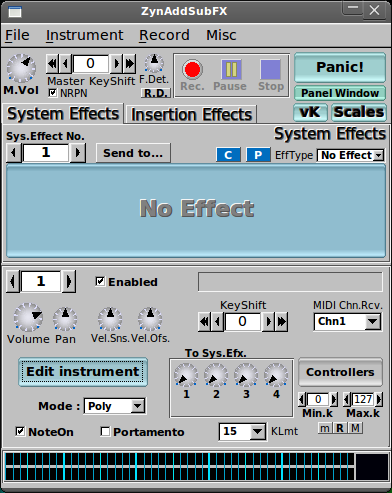 ZynAddSubFX
File Instrument Record Misc
M.Vol
0
Master KeyShift
NRPN
F.Det.
R.D.
Rec. Pause Stop
Panic!
Panel Window
vK Scales
System Effects Insertion Effects
Sys.Effect No.
1
Send to...
System Effects
C P EffType No Effect
No Effect
1
Enabled
Volume Pan Vel.Sns. Vel.Ofs.
KeyShift
0
MIDI Chn.Rcv.
Chn1
Edit instrument
To Sys.Efx.
1 2 3 4
Controllers
Mode : Poly
0 127
Min.k Max.k
NoteOn Portamento 15 KLmt
m R M